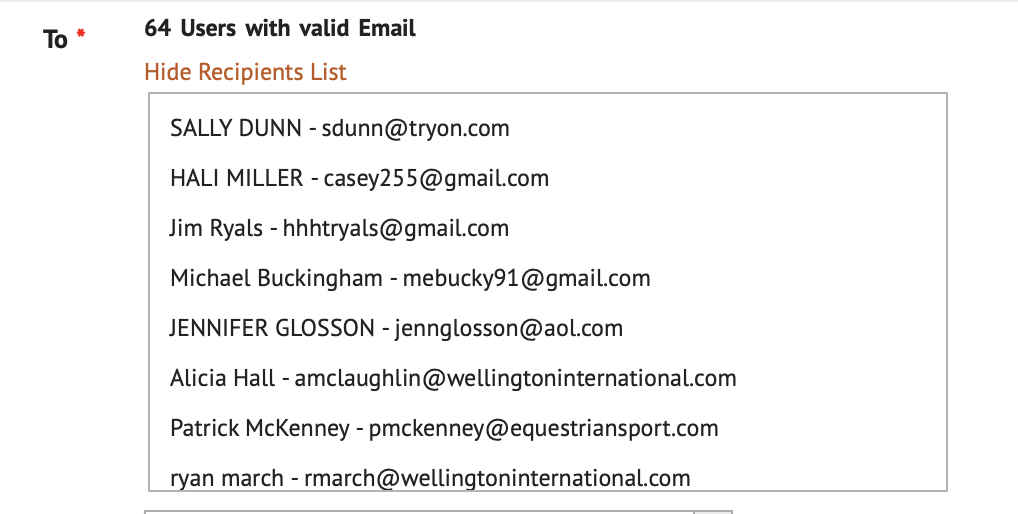 To *
64 Users with valid Email
Hide Recipients List
SALLY DUNN - sdunn@tryon.com
HALI MILLER - casey255@gmail.com
Jim Ryals - hhhtryals@gmail.com
Michael Buckingham - mebucky91@gmail.com
JENNIFER GLOSSON - jennglosson@aol.com
Alicia Hall - amclaughlin@wellingtoninternational.com
Patrick McKenney - pmckenney@equestriansport.com
ryan march - rmarch@wellingtoninternational.com